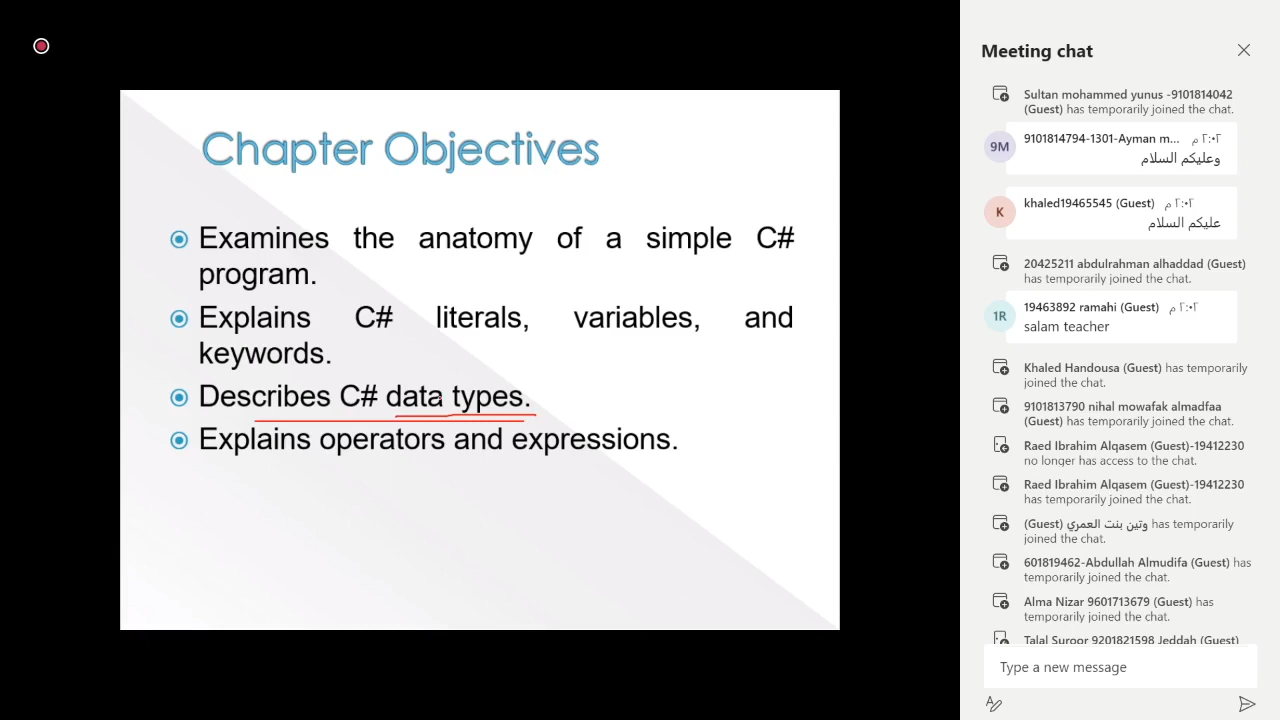 Chapter Objectives
Examines the anatomy of a simple C#
program.
Explains C# literals, variables, and
keywords.
Describes C# data types.
Explains operators and expressions.
Meeting chat
Sultan mohammed yunus -9101814042
(Guest) has temporarily joined the chat.
9M
9101814794-1301-Ayman m... ٢:٠٢ م
وعليكم السلام
K
khaled19465545 (Guest) ٢:٠٢ م
عليكم السلام
20425211 abdulrahman alhaddad (Guest)
has temporarily joined the chat.
1R
19463892 ramahi (Guest) ٢:٠٢ م
salam teacher
Khaled Handousa (Guest) has temporarily
joined the chat.
9101813790 nihal mowafak almadfaa
(Guest) has temporarily joined the chat.
Raed Ibrahim Alqasem (Guest)-19412230
no longer has access to the chat.
Raed Ibrahim Alqasem (Guest)-19412230
has temporarily joined the chat.
(Guest) وتين بنت العمري has temporarily
joined the chat.
601819462-Abdullah Almudifa (Guest) has
temporarily joined the chat.
Alma Nizar 9601713679 (Guest) has
temporarily joined the chat.
Talal Suroor 9201821598 Jeddah (Guest)
Type a new message